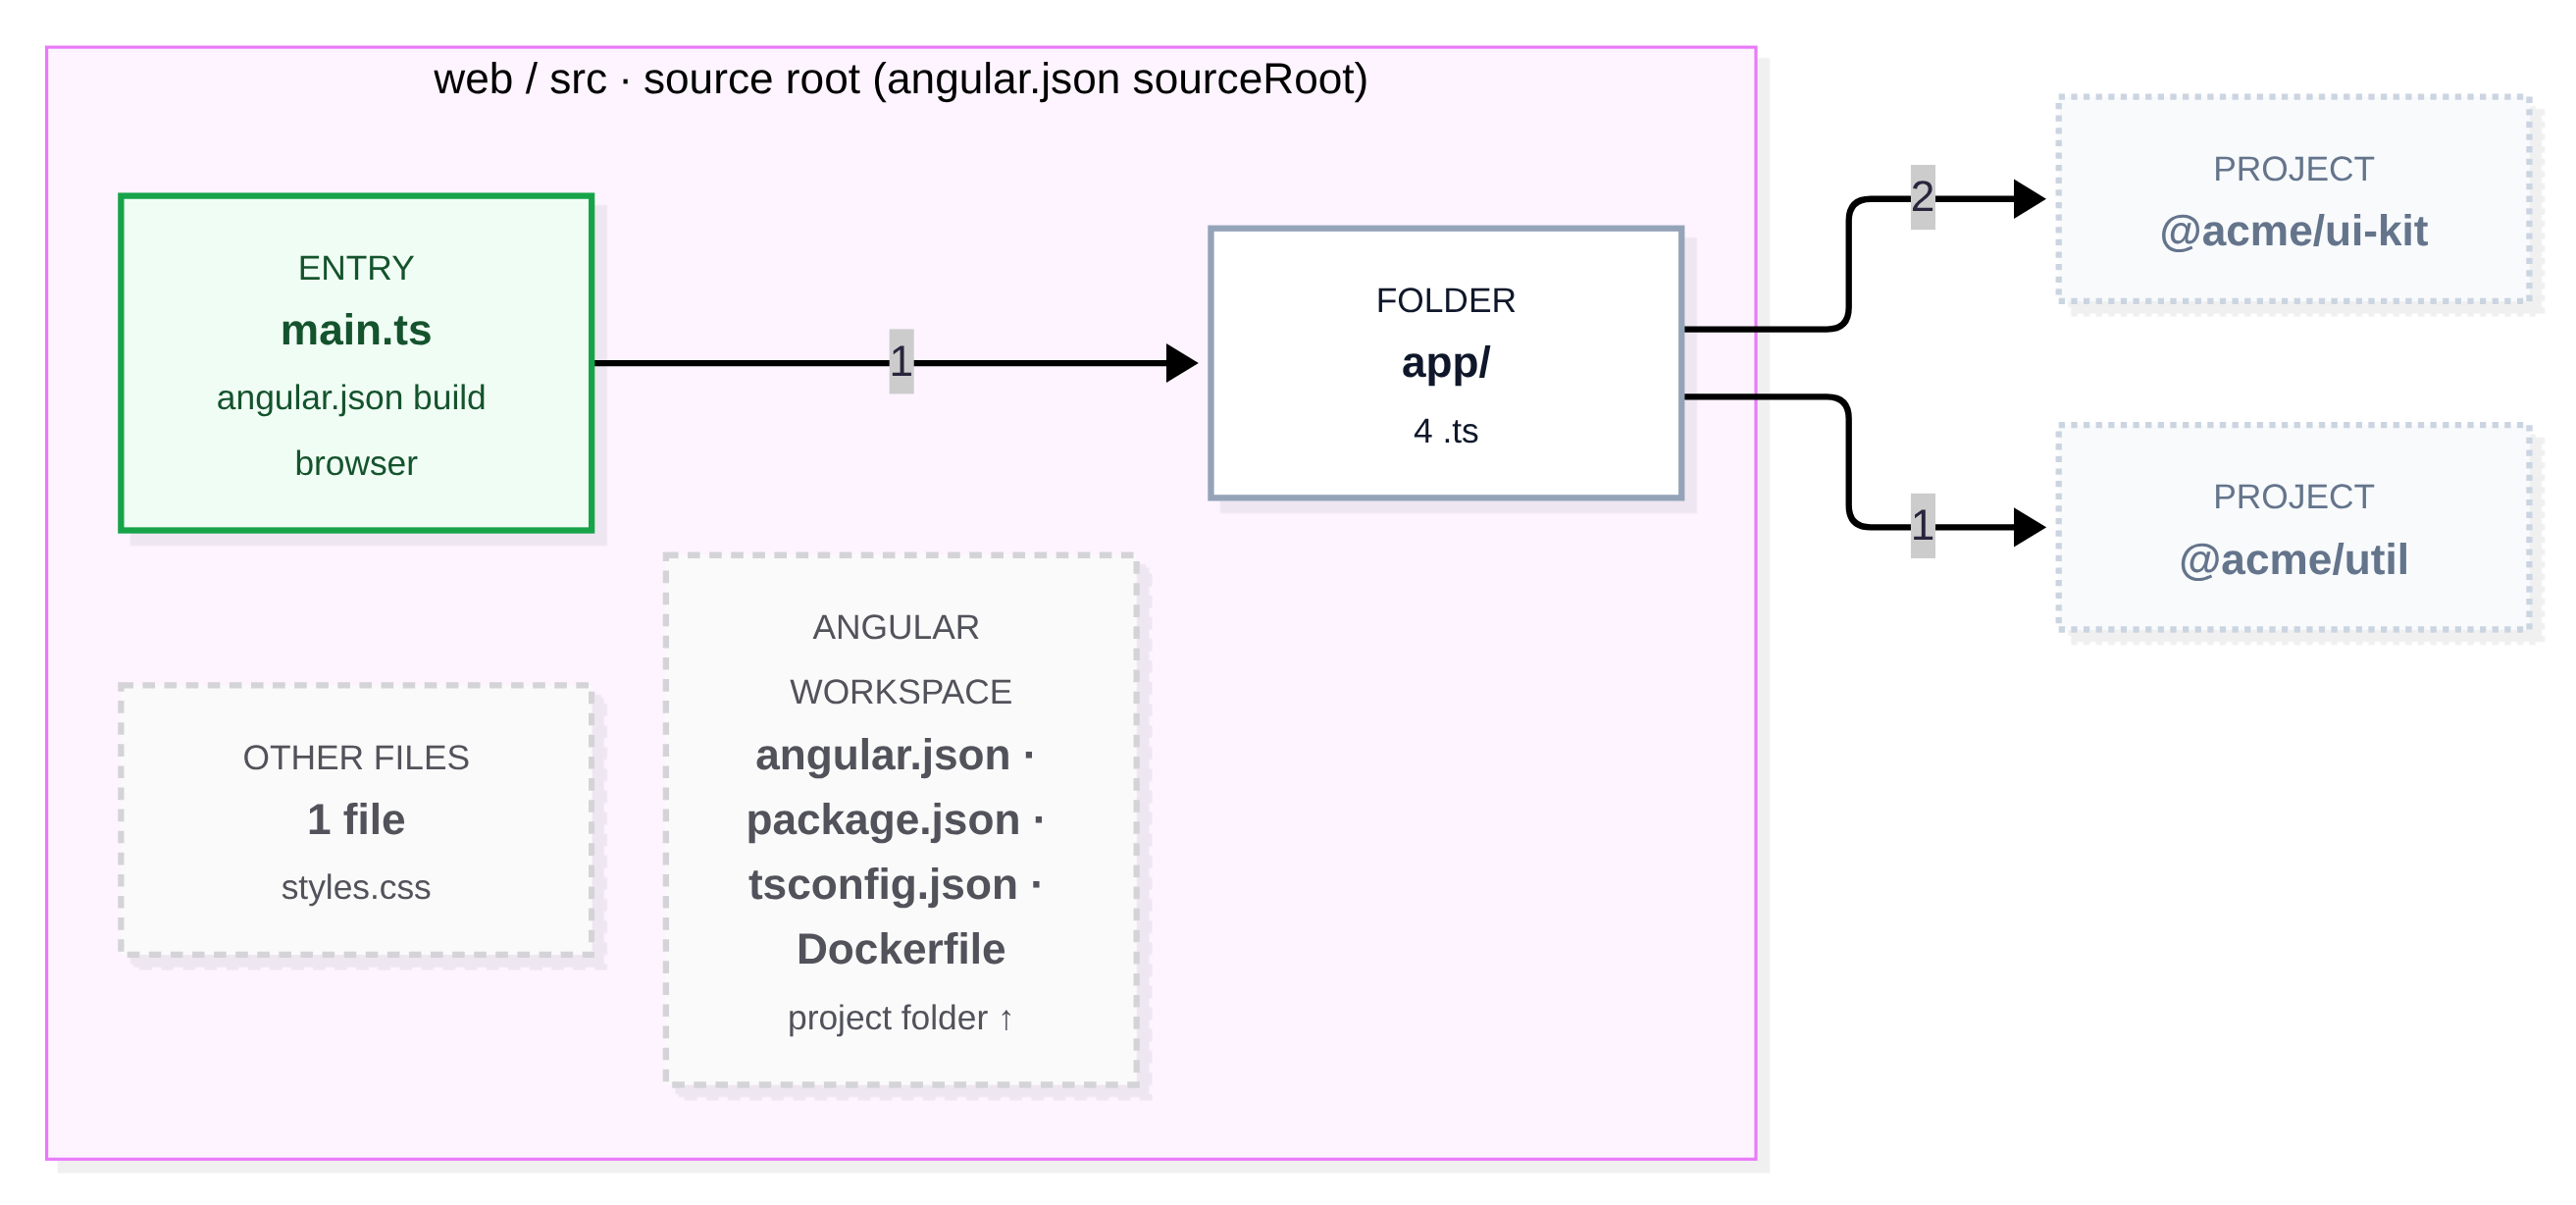 web / src · source root (angular.json sourceRoot)
ENTRY
main.ts
angular.json build
browser
1
FOLDER
app/
4 .ts
2
PROJECT
@acme/ui-kit
1
PROJECT
@acme/util
OTHER FILES
1 file
styles.css
ANGULAR
WORKSPACE
angular.json ·
package.json ·
tsconfig.json ·
Dockerfile
project folder ↑